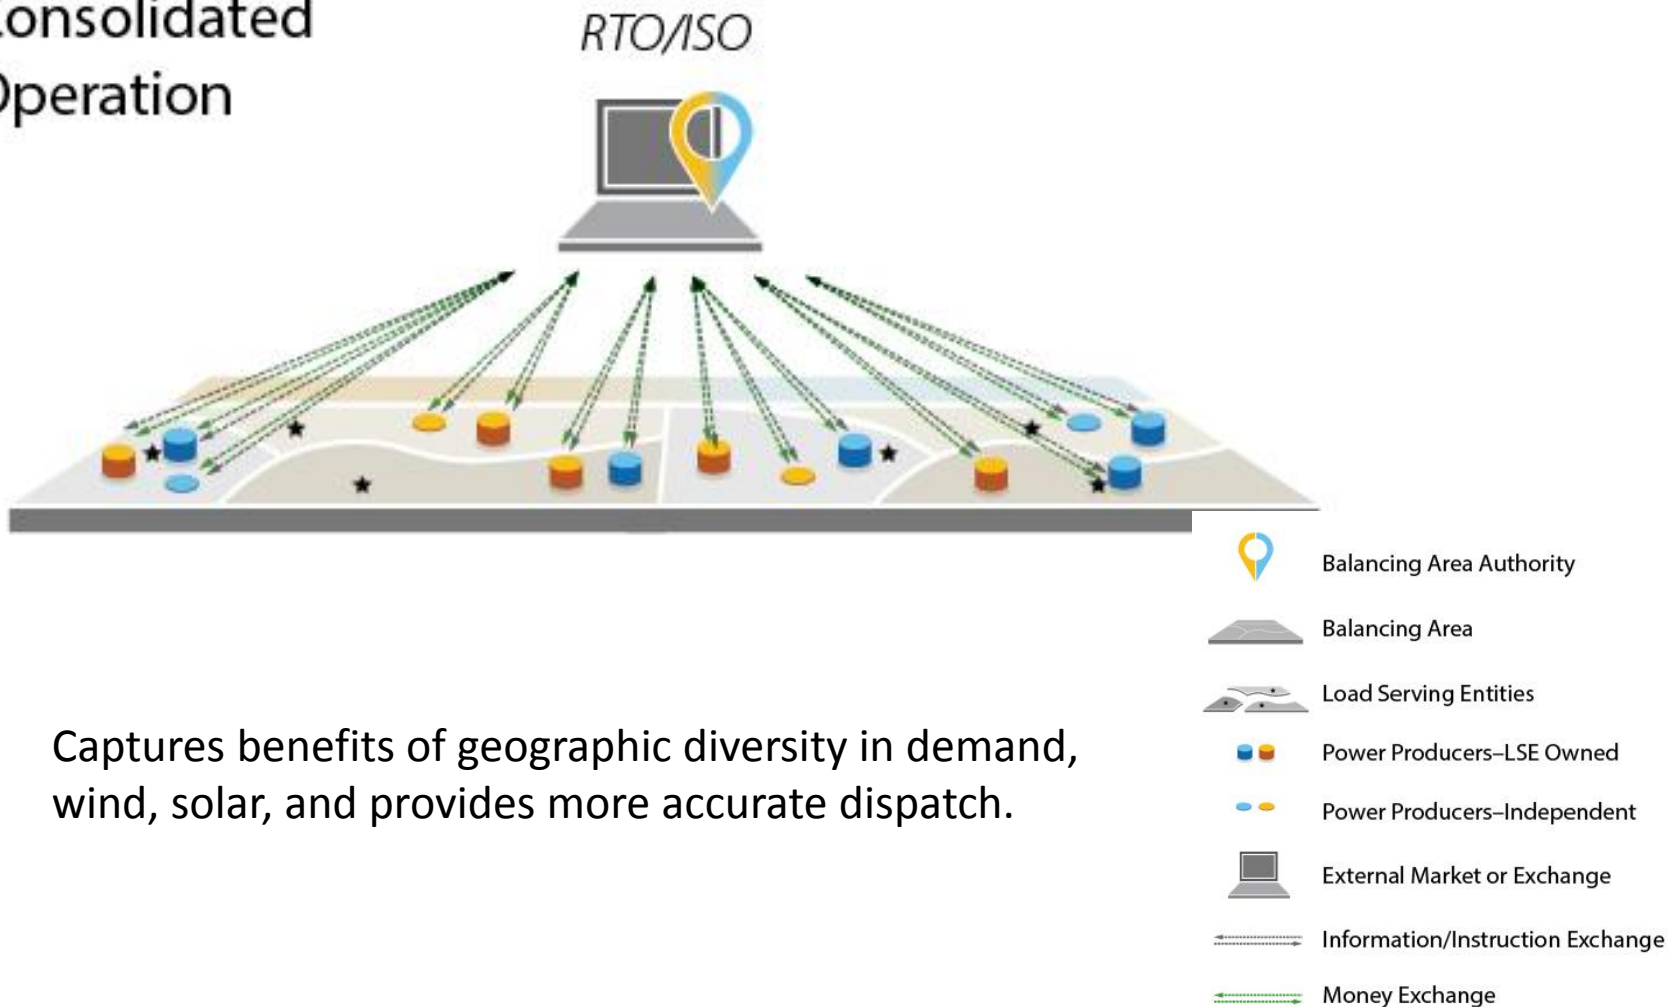 onsolidated
peration
RTO/ISO
Balancing Area Authority
Balancing Area
Load Serving Entities
Power Producers–LSE Owned
Power Producers–Independent
External Market or Exchange
Information/Instruction Exchange
Money Exchange
Captures benefits of geographic diversity in demand,
wind, solar, and provides more accurate dispatch.